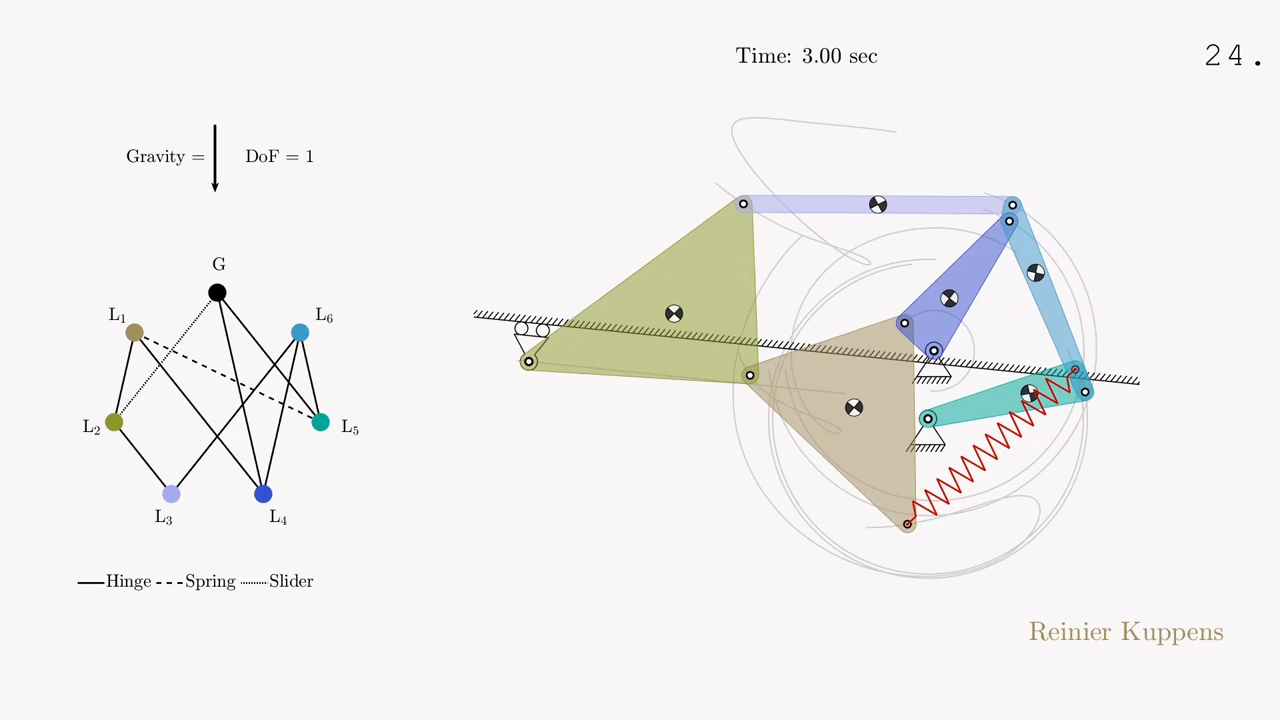 Time: 3.00 sec
24.
Gravity =
DoF = 1
G
L₁
L₆
L₂
L₅
L₃
L₄
Hinge Spring Slider
Reinier Kuppens